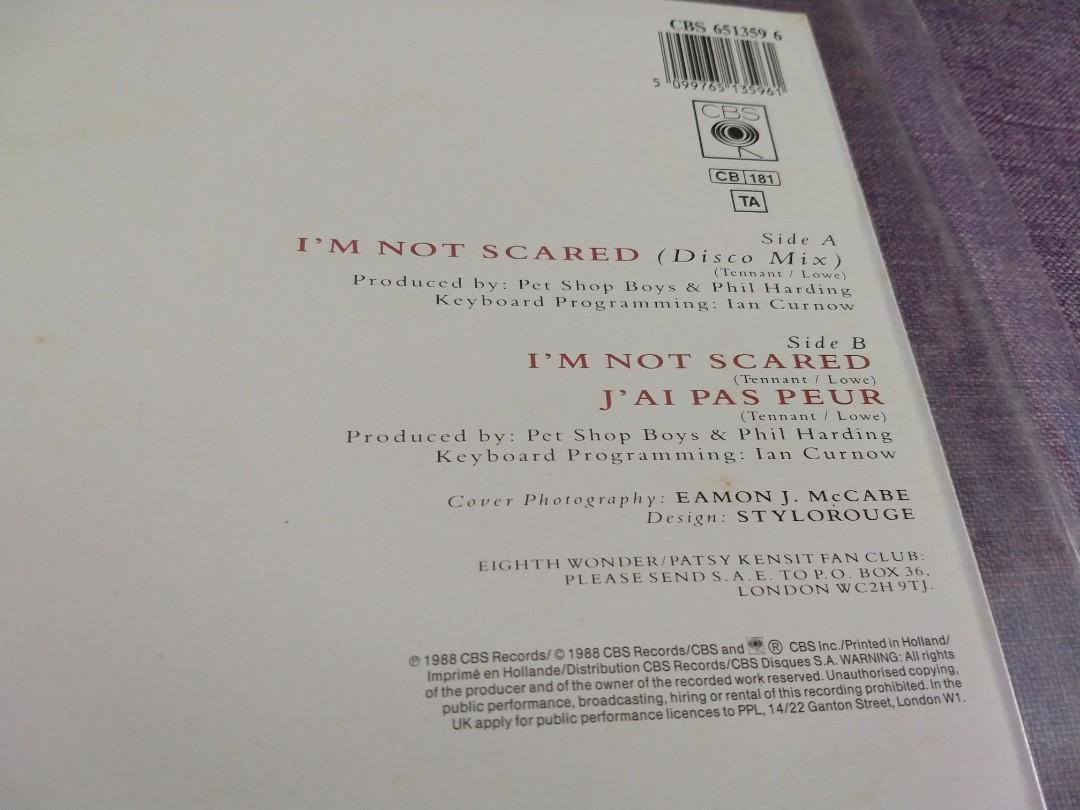 CBS 651359 6
5 099765 135961
CBS
CB 181
TA
Side A
I'M NOT SCARED (Disco Mix)
(Tennant / Lowe)
Produced by: Pet Shop Boys & Phil Harding
Keyboard Programming: Ian Curnow
Side B
I'M NOT SCARED
(Tennant / Lowe)
J'AI PAS PEUR
(Tennant / Lowe)
Produced by: Pet Shop Boys & Phil Harding
Keyboard Programming: Ian Curnow
Cover Photography: EAMON J. McCABE
Design: STYLOROUGE
EIGHTH WONDER/PATSY KENSIT FAN CLUB:
PLEASE SEND S.A.E. TO P.O. BOX 36,
LONDON WC2H 9TJ.
℗ 1988 CBS Records/ © 1988 CBS Records/CBS and ® CBS Inc./Printed in Holland/
Imprimé en Hollande/Distribution CBS Records/CBS Disques S.A. WARNING: All rights
of the producer and of the owner of the recorded work reserved. Unauthorised copying,
public performance, broadcasting, hiring or rental of this recording prohibited. In the
UK apply for public performance licences to PPL, 14/22 Ganton Street, London W1.